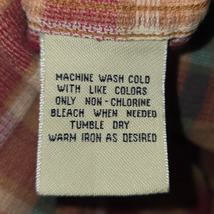 MACHINE WASH COLD
WITH LIKE COLORS
ONLY NON-CHLORINE
BLEACH WHEN NEEDED
TUMBLE DRY
WARM IRON AS DESIRED